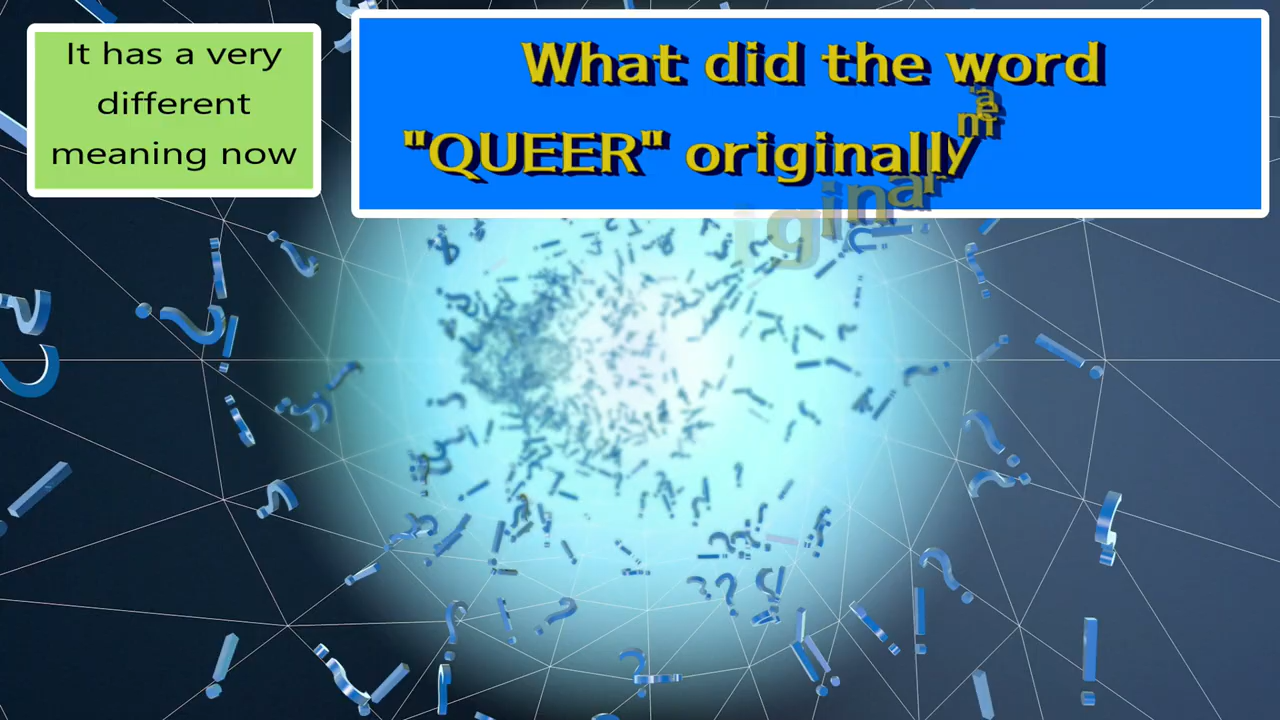 It has a very
different
meaning now
What did the word
"QUEER" originally